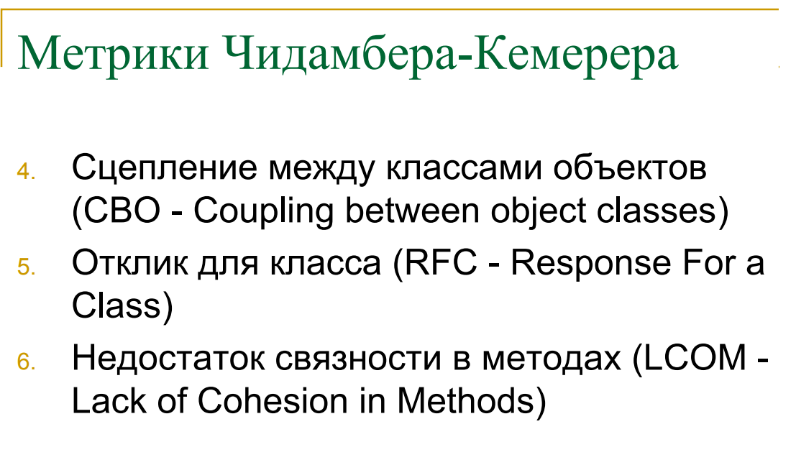 Метрики Чидамбера-Кемерера
4. Сцепление между классами объектов
(CBO - Coupling between object classes)
5. Отклик для класса (RFC - Response For a
Class)
6. Недостаток связности в методах (LCOM -
Lack of Cohesion in Methods)